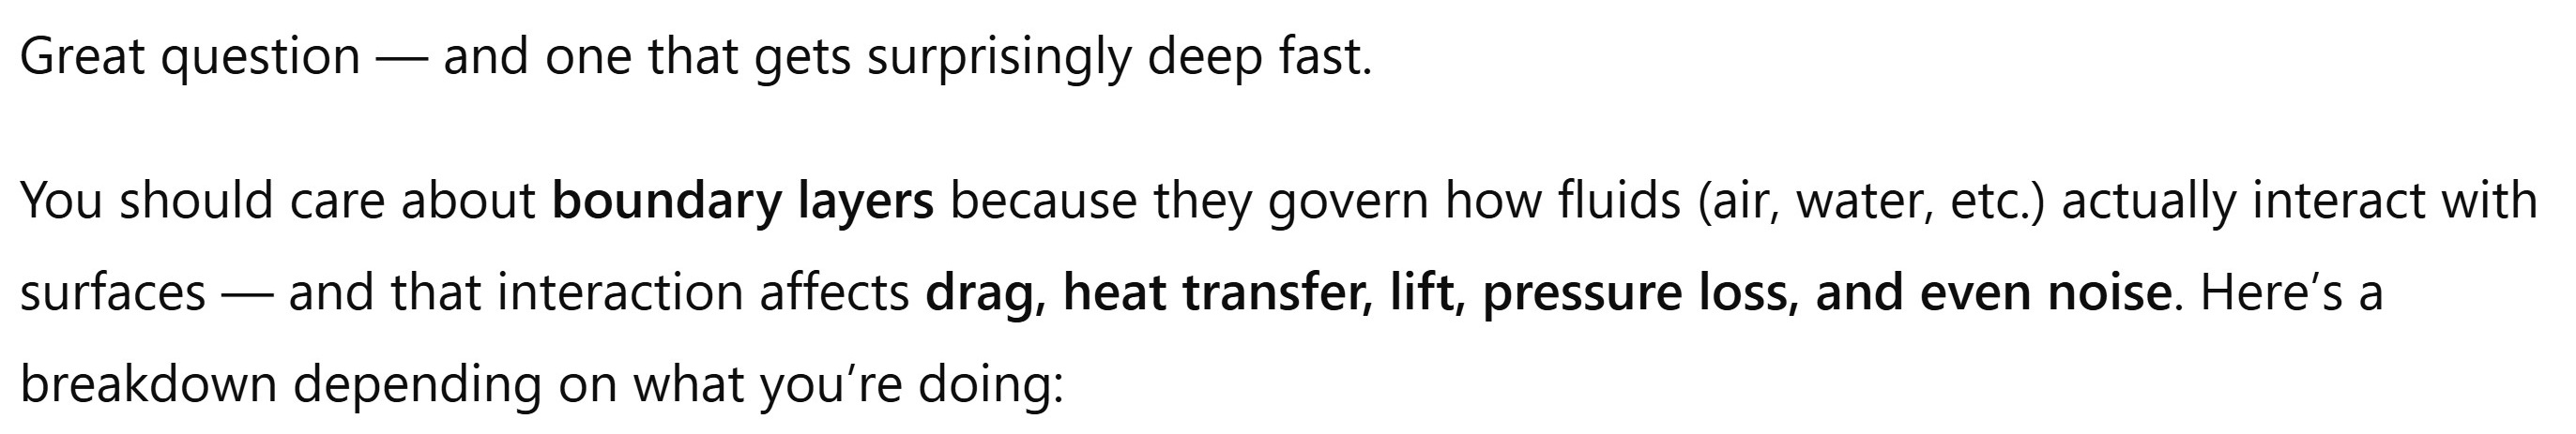 Great question — and one that gets surprisingly deep fast.
You should care about boundary layers because they govern how fluids (air, water, etc.) actually interact with
surfaces — and that interaction affects drag, heat transfer, lift, pressure loss, and even noise. Here’s a
breakdown depending on what you’re doing: